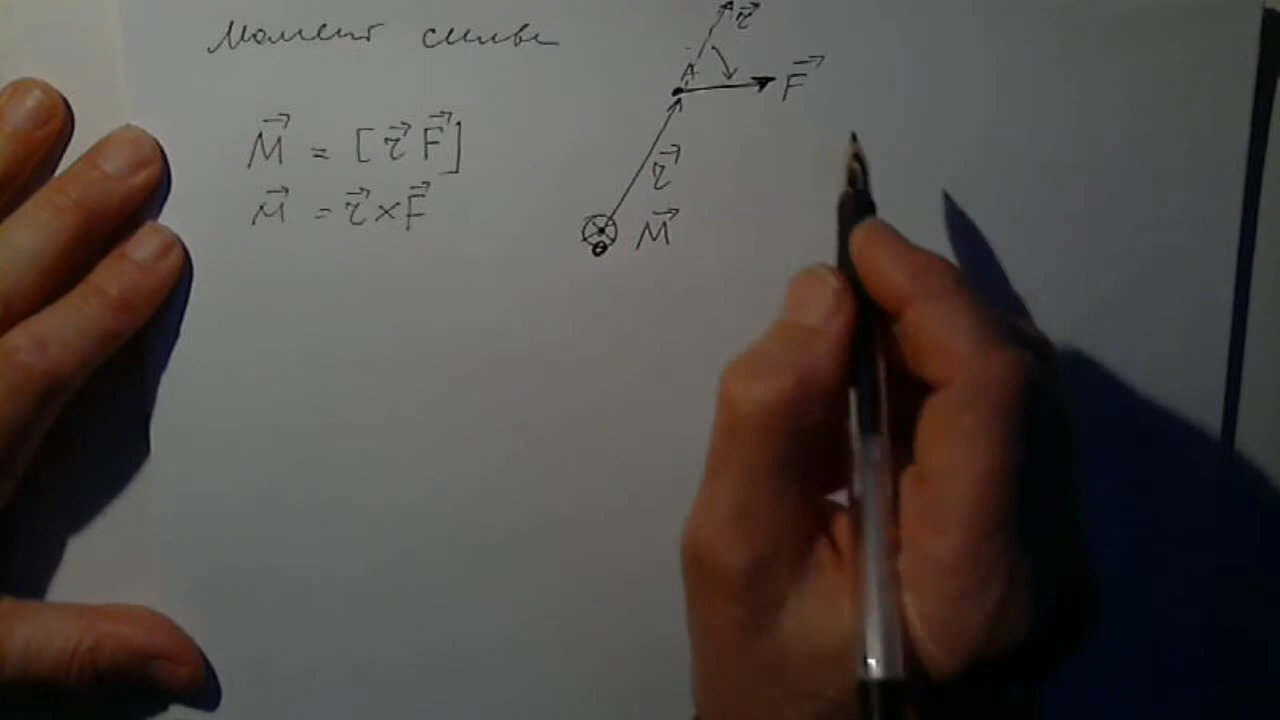 Момент силы
M⃗ = [r⃗ F⃗]
M⃗ = r⃗ × F⃗
r⃗
A
F⃗
r⃗
M⃗
O